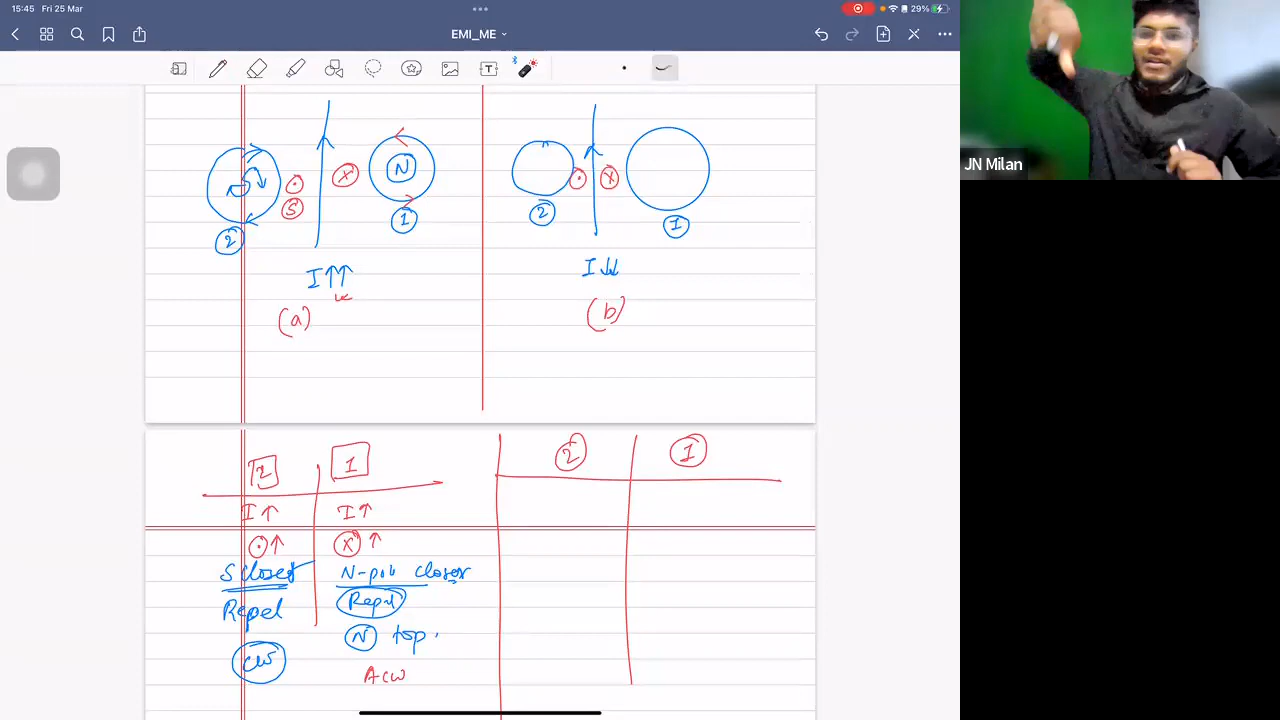 15:45 Fri 25 Mar
29%
EMI_ME
JN Milan
N
S
X
2
1
I↑↑
(a)
X
2
1
I↓↓
(b)
2 1
2 1
I↑ I↑
⊙↑ ⓧ↑
S closer N-pole closer
Repel Repel
N top.
CW ACW